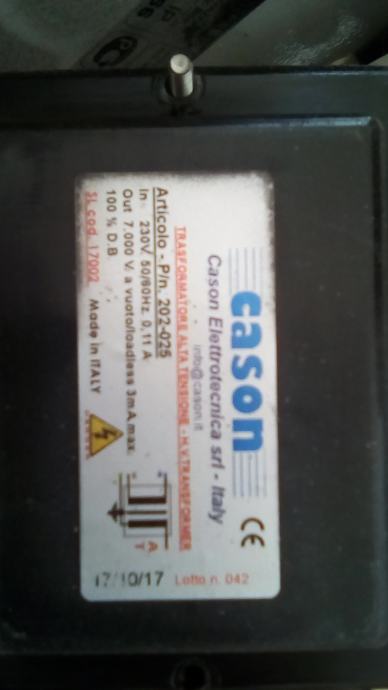 cason
CE
Cason Elettrotecnica srl - Italy
info@cason.it
TRASFORMATORE ALTA TENSIONE - H.V.TRANSFORMER
Articolo - P/n. 202-025
In: 230V. 50/60Hz. 0,11 A
Out 7.000 V. a vuoto/loadless 3mA.max.
100 % D.B
SL cod. 17002 Made in ITALY
A
T
17/10/17 Lotto n. 042